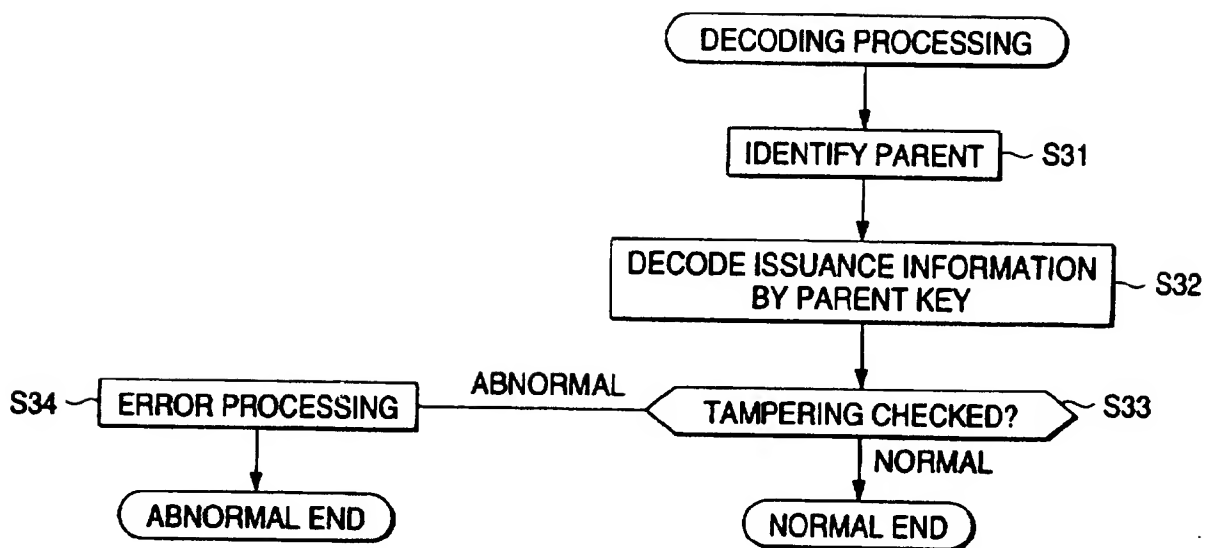 DECODING PROCESSING
IDENTIFY PARENT
S31
DECODE ISSUANCE INFORMATION
BY PARENT KEY
S32
TAMPERING CHECKED?
S33
ABNORMAL
S34
ERROR PROCESSING
NORMAL
ABNORMAL END
NORMAL END